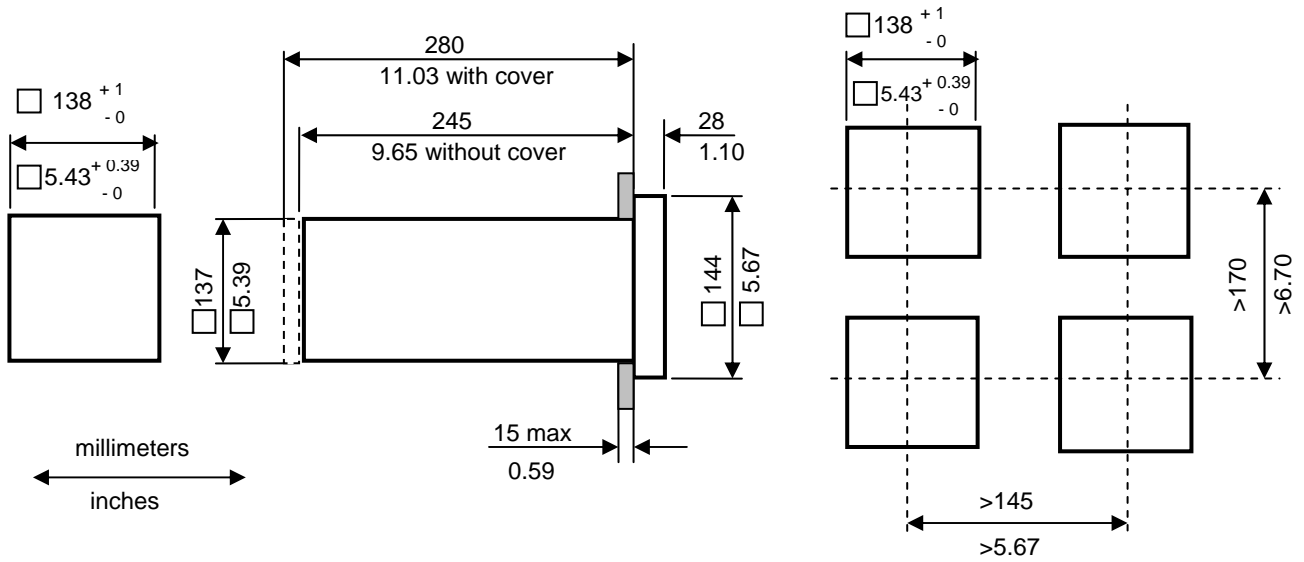 □ 138 + 1 - 0
□5.43 + 0.39 - 0
millimeters
inches
280
11.03 with cover
245
9.65 without cover
28
1.10
□137
□5.39
□144
□5.67
15 max
0.59
□138 + 1 - 0
□5.43 + 0.39 - 0
>170
>6.70
>145
>5.67